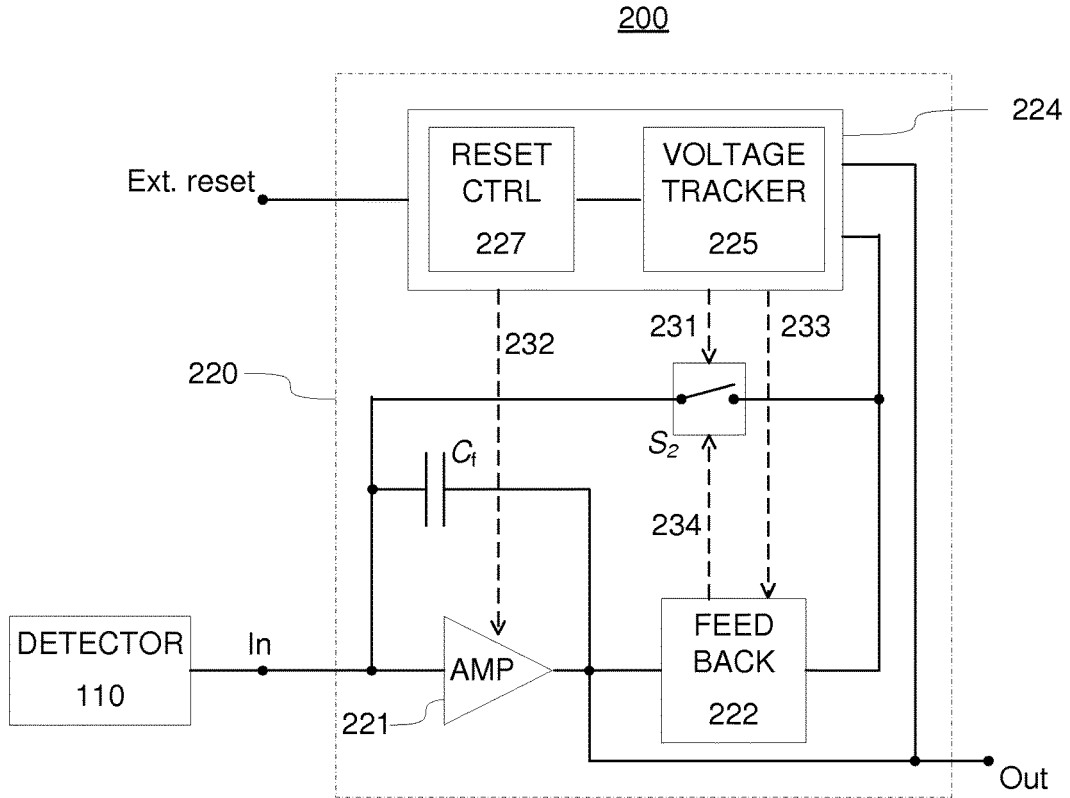 200
224
RESET
CTRL
227
VOLTAGE
TRACKER
225
Ext. reset
232
231
233
220
S2
Cf
234
DETECTOR
110
In
AMP
221
FEED
BACK
222
Out